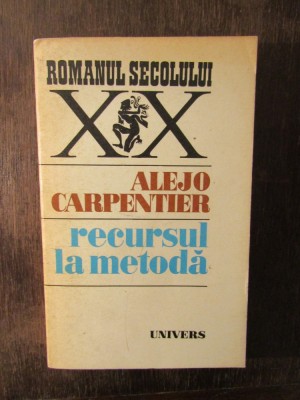 ROMANUL SECOLULUI
XX
ALEJO
CARPENTIER
recursul
la metodă
UNIVERS